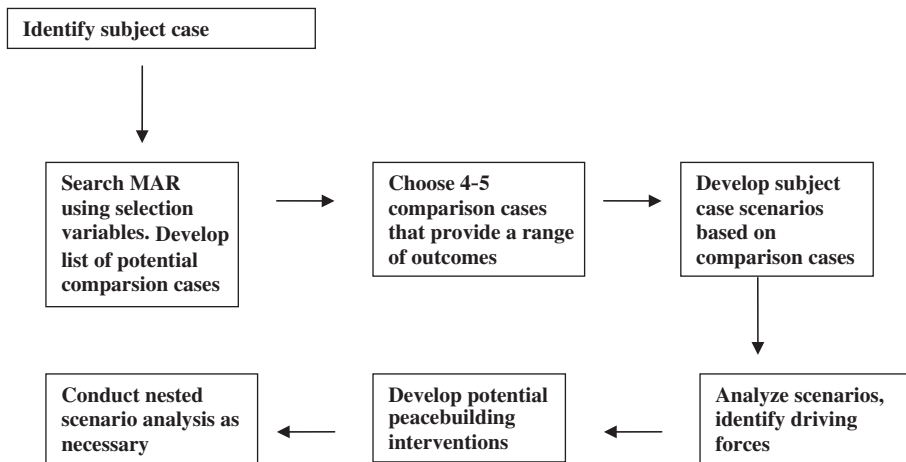 Identify subject case
Search MAR
using selection
variables. Develop
list of potential
comparsion cases
Choose 4-5
comparison cases
that provide a range
of outcomes
Develop subject
case scenarios
based on
comparison cases
Analyze scenarios,
identify driving
forces
Develop potential
peacebuilding
interventions
Conduct nested
scenario analysis as
necessary